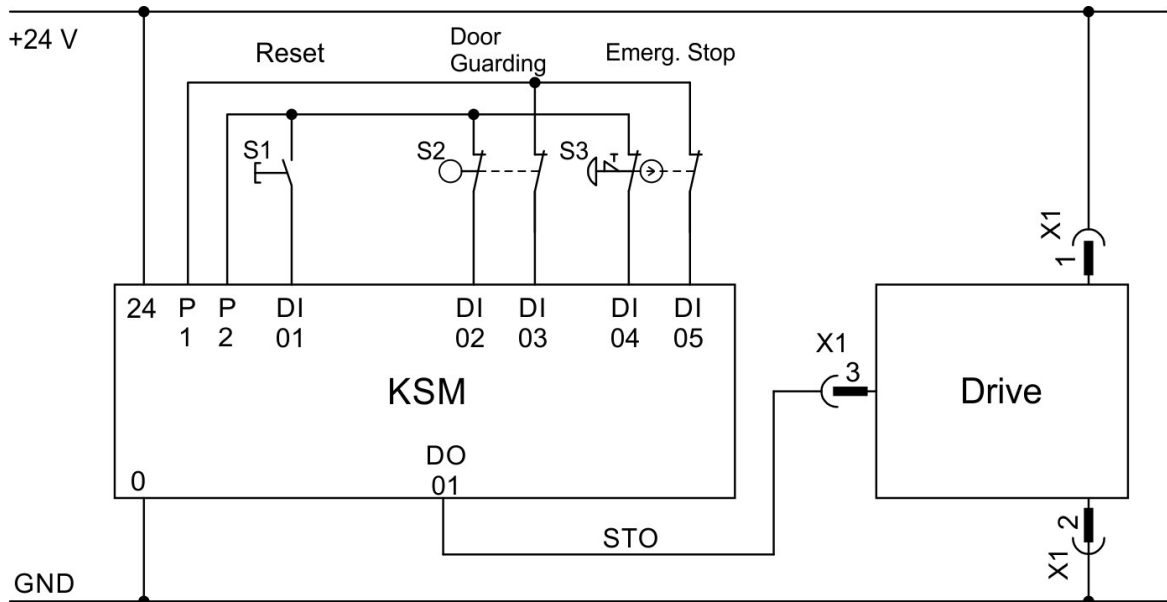 +24 V
Reset
Door
Guarding
Emerg. Stop
S1
S2
S3
X1
1
24 P P DI DI DI DI DI
1 2 01 02 03 04 05
X1
3
KSM
Drive
DO
0
01
2
X1
STO
GND